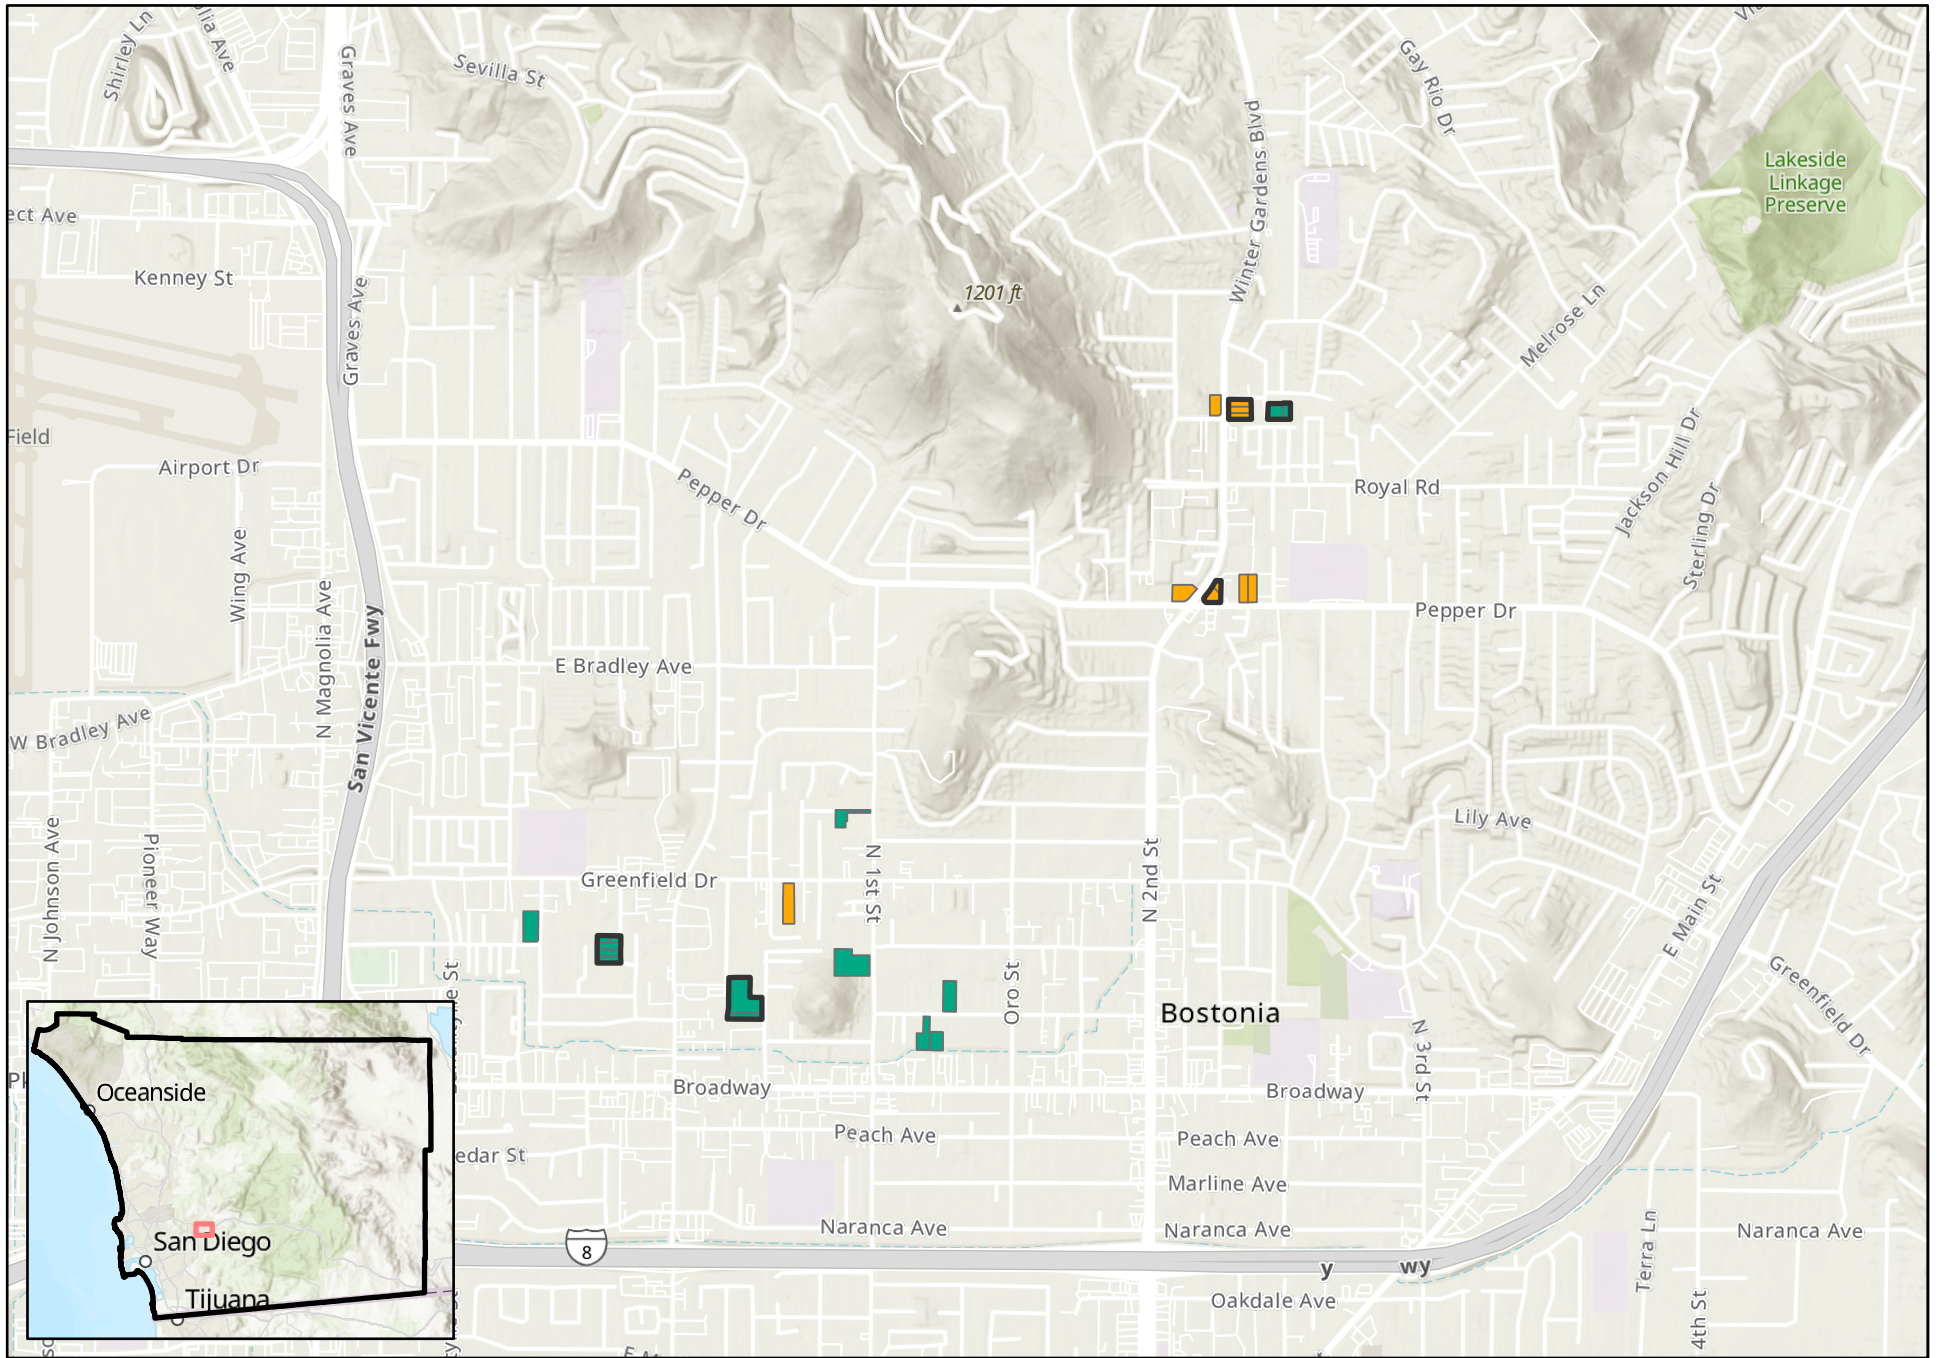 Shirley Ln
Graves Ave
Sevilla St
Gay Rio Dr
Winter Gardens Blvd
Lakeside
Linkage
Preserve
ect Ave
Kenney St
Graves Ave
1201 ft
Melrose Ln
Field
Airport Dr
Pepper Dr
Royal Rd
Jackson Hill Dr
Sterling Dr
Wing Ave
N Magnolia Ave
San Vicente Fwy
Pepper Dr
E Bradley Ave
W Bradley Ave
N Johnson Ave
Pioneer Way
Lily Ave
Greenfield Dr
N 1st St
N 2nd St
E Main St
Greenfield Dr
Oro St
Bostonia
N 3rd St
Broadway
Broadway
Peach Ave
Peach Ave
edar St
Marline Ave
Naranca Ave
Naranca Ave
Naranca Ave
8
y
wy
Terra Ln
Oakdale Ave
4th St
Oceanside
San Diego
Tijuana